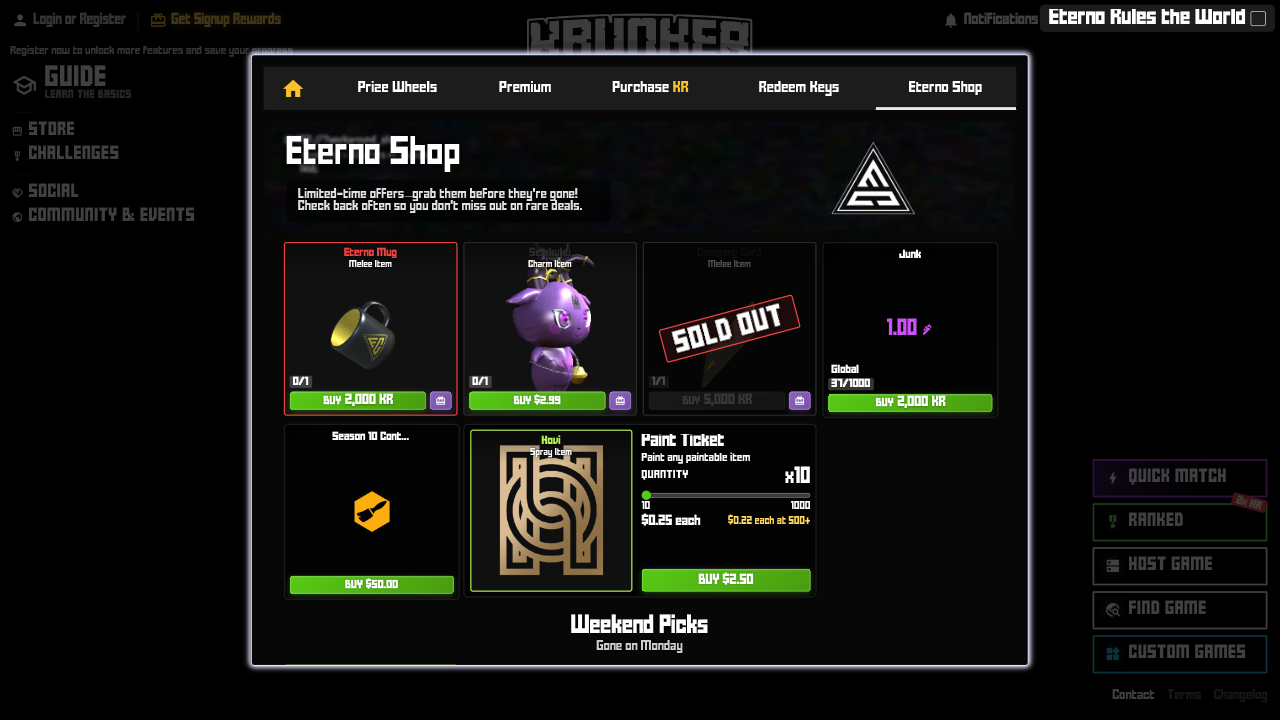 Login or Register
Get Signup Rewards
KRUNKER
Notifications
Eterno Rules the World
Register now to unlock more features and save your progress
GUIDE
LEARN THE BASICS
STORE
CHALLENGES
SOCIAL
COMMUNITY & EVENTS
Prize Wheels
Premium
Purchase KR
Redeem Keys
Eterno Shop
Eterno Shop
Limited-time offers...grab them before they're gone!
Check back often so you don't miss out on rare deals.
Eterno Mug
Melee Item
0/1
BUY 2,000 KR
Charm Item
0/1
BUY $2.99
Company Card
Melee Item
SOLD OUT
1/1
BUY 5,000 KR
Junk
1.00
Global
37/1000
BUY 2,000 KR
Season 10 Cont...
BUY $50.00
Hovi
Spray Item
Paint Ticket
Paint any paintable item
QUANTITY
x10
10
1000
$0.25 each
$0.22 each at 500+
BUY $2.50
Weekend Picks
Gone on Monday
QUICK MATCH
2x KR
RANKED
HOST GAME
FIND GAME
CUSTOM GAMES
Contact
Terms
Changelog